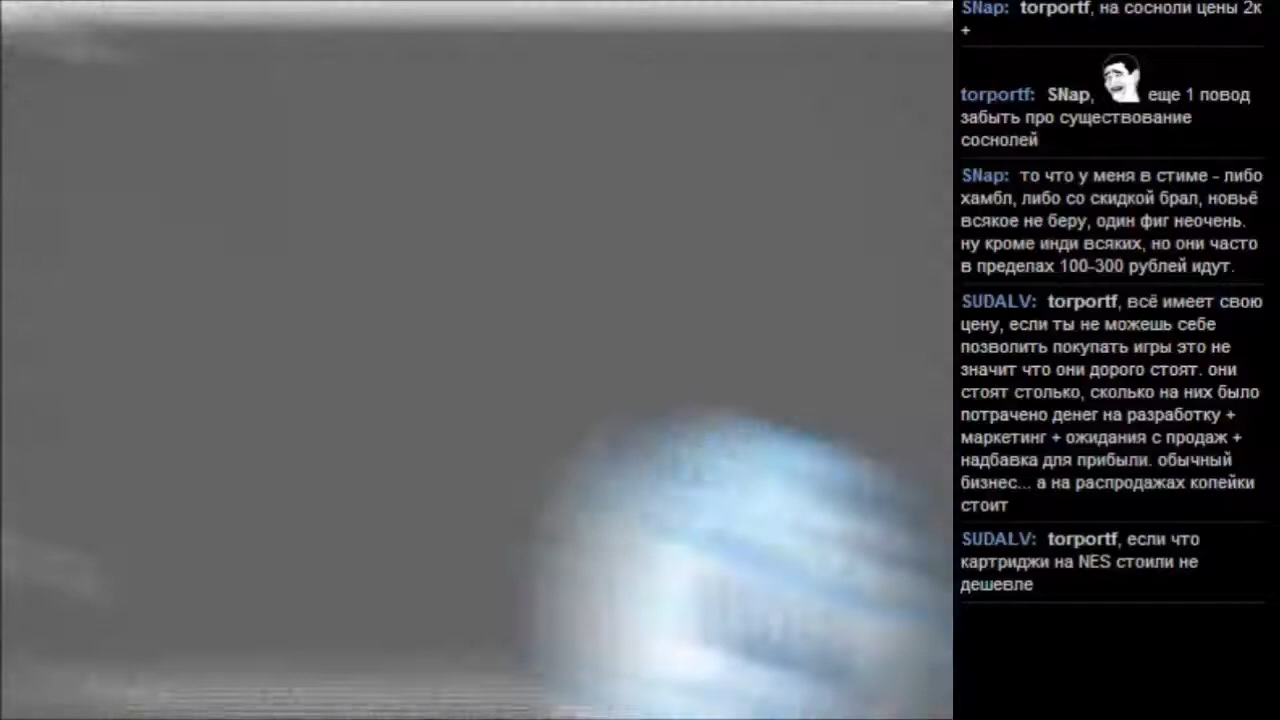 SNap: torportf, на сосноли цены 2к
+
torportf: SNap, еще 1 повод
забыть про существование
соснолей
SNap: то что у меня в стиме - либо
хамбл, либо со скидкой брал, новьё
всякое не беру, один фиг неочень.
ну кроме инди всяких, но они часто
в пределах 100-300 рублей идут.
SUDALV: torportf, всё имеет свою
цену, если ты не можешь себе
позволить покупать игры это не
значит что они дорого стоят. они
стоят столько, сколько на них было
потрачено денег на разработку +
маркетинг + ожидания с продаж +
надбавка для прибыли. обычный
бизнес... а на распродажах копейки
стоит
SUDALV: torportf, если что
картриджи на NES стоили не
дешевле